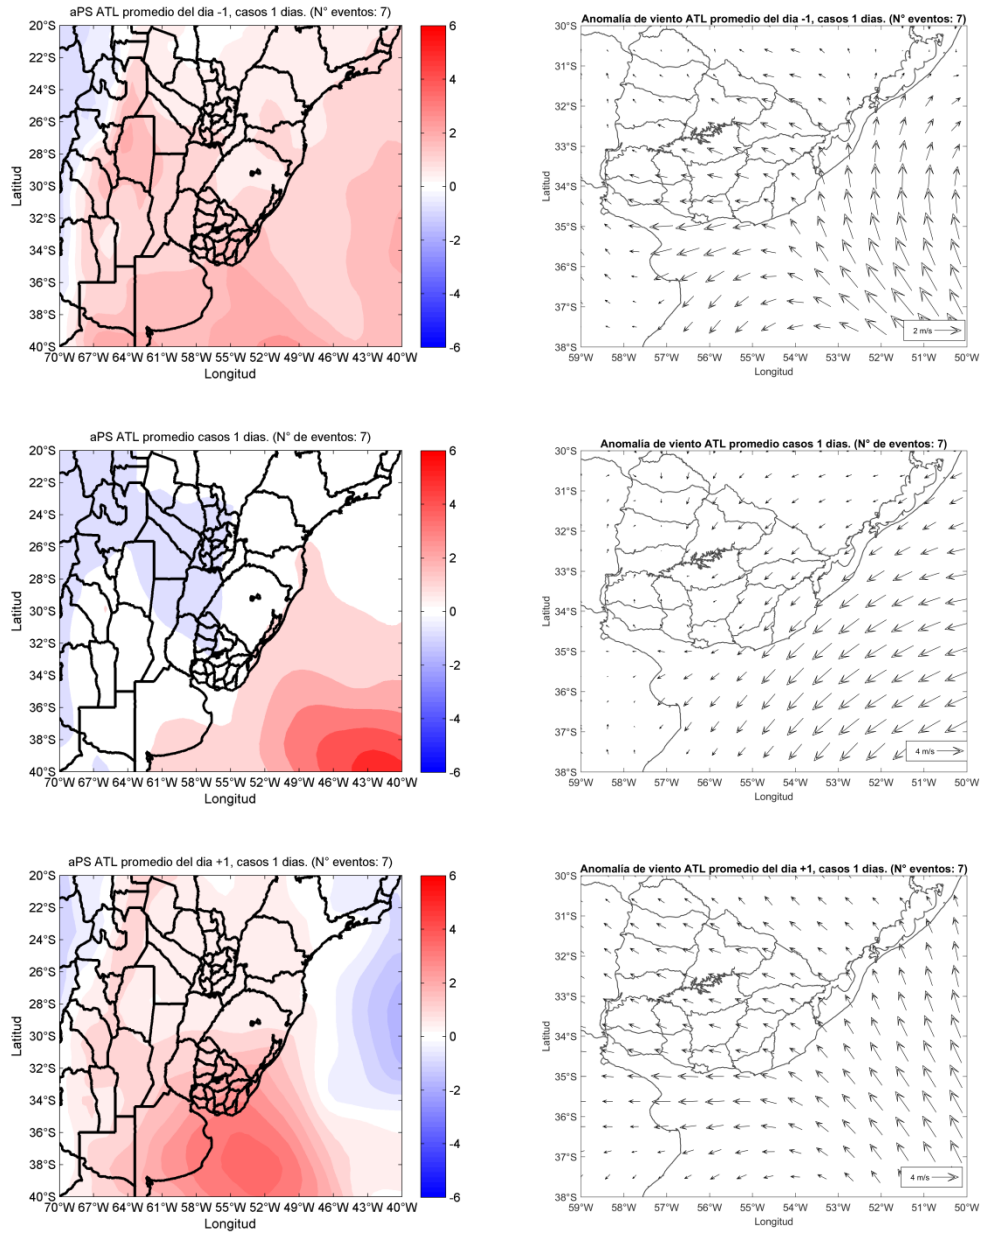 aPS ATL promedio del dia -1, casos 1 dias. (N° eventos: 7)
20°S
22°S
24°S
26°S
28°S
30°S
32°S
34°S
36°S
38°S
40°S
Latitud
70°W 67°W 64°W 61°W 58°W 55°W 52°W 49°W 46°W 43°W 40°W
Longitud
6
4
2
0
-2
-4
-6
Anomalia de viento ATL promedio del dia -1, casos 1 dias. (N° eventos: 7)
30°S
31°S
32°S
33°S
34°S
35°S
36°S
37°S
38°S
Latitud
2 m/s
59°W 58°W 57°W 56°W 55°W 54°W 53°W 52°W 51°W 50°W
Longitud
aPS ATL promedio casos 1 dias. (N° de eventos: 7)
20°S
22°S
24°S
26°S
28°S
30°S
32°S
34°S
36°S
38°S
40°S
Latitud
70°W 67°W 64°W 61°W 58°W 55°W 52°W 49°W 46°W 43°W 40°W
Longitud
6
4
2
0
-2
-4
-6
Anomalia de viento ATL promedio casos 1 dias. (N° de eventos: 7)
30°S
31°S
32°S
33°S
34°S
35°S
36°S
37°S
38°S
Latitud
4 m/s
59°W 58°W 57°W 56°W 55°W 54°W 53°W 52°W 51°W 50°W
Longitud
aPS ATL promedio del dia +1, casos 1 dias. (N° eventos: 7)
20°S
22°S
24°S
26°S
28°S
30°S
32°S
34°S
36°S
38°S
40°S
Latitud
70°W 67°W 64°W 61°W 58°W 55°W 52°W 49°W 46°W 43°W 40°W
Longitud
6
4
2
0
-2
-4
-6
Anomalia de viento ATL promedio del dia +1, casos 1 dias. (N° eventos: 7)
30°S
31°S
32°S
33°S
34°S
35°S
36°S
37°S
38°S
Latitud
4 m/s
59°W 58°W 57°W 56°W 55°W 54°W 53°W 52°W 51°W 50°W
Longitud